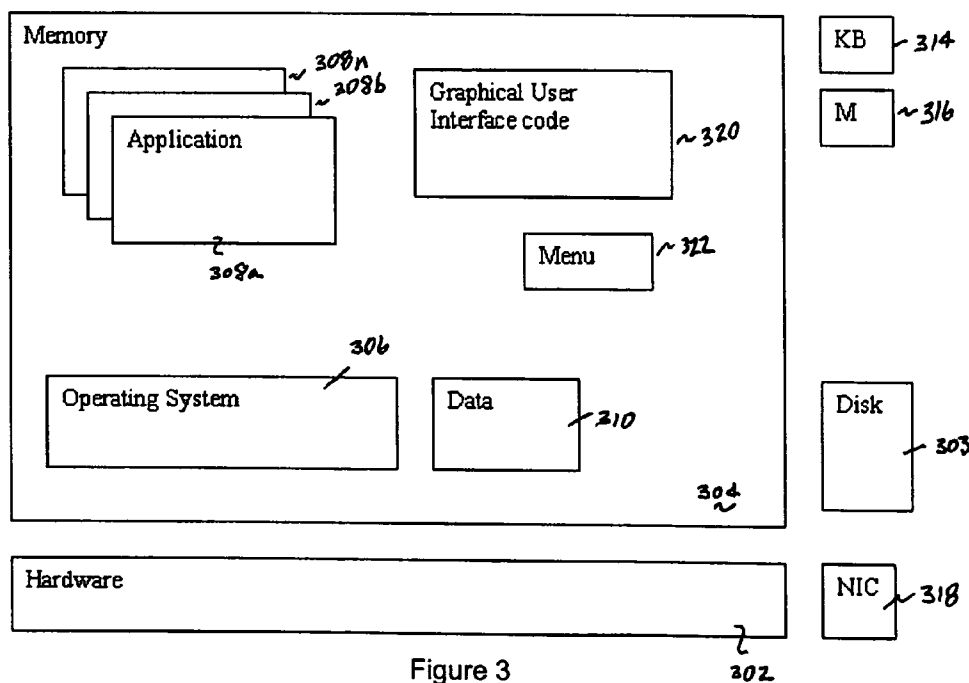 Memory
KB
314
308n
208b
Graphical User
Interface code
M
316
320
Application
308a
Menu
322
306
Operating System
Data
310
Disk
303
304
Hardware
NIC
318
302
Figure 3